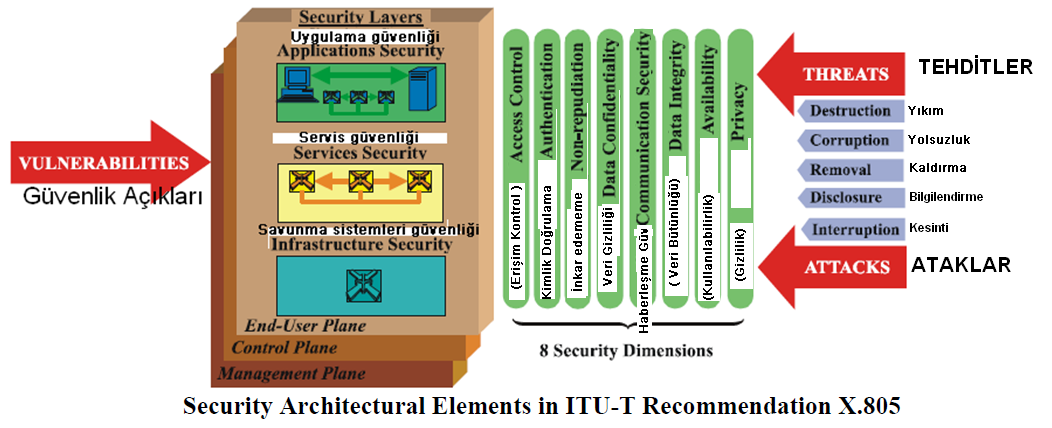 Security Layers
Uygulama güvenliği
Applications Security
Servis güvenliği
Services Security
Savunma sistemleri güvenliği
Infrastructure Security
End-User Plane
Control Plane
Management Plane
VULNERABILITIES
Güvenlik Açıkları
Access Control
(Erişim Kontrol )
Authentication
Kimlik Doğrulama
Non-repudiation
İnkar edememe
Data Confidentiality
Veri Gizliliği
Communication Security
Haberleşme Güv
Data Integrity
( Veri Bütünlüğü)
Availability
(Kullanılabilirlik)
Privacy
(Gizlilik)
8 Security Dimensions
THREATS
TEHDİTLER
Destruction
Yıkım
Corruption
Yolsuzluk
Removal
Kaldırma
Disclosure
Bilgilendirme
Interruption
Kesinti
ATTACKS
ATAKLAR
Security Architectural Elements in ITU-T Recommendation X.805